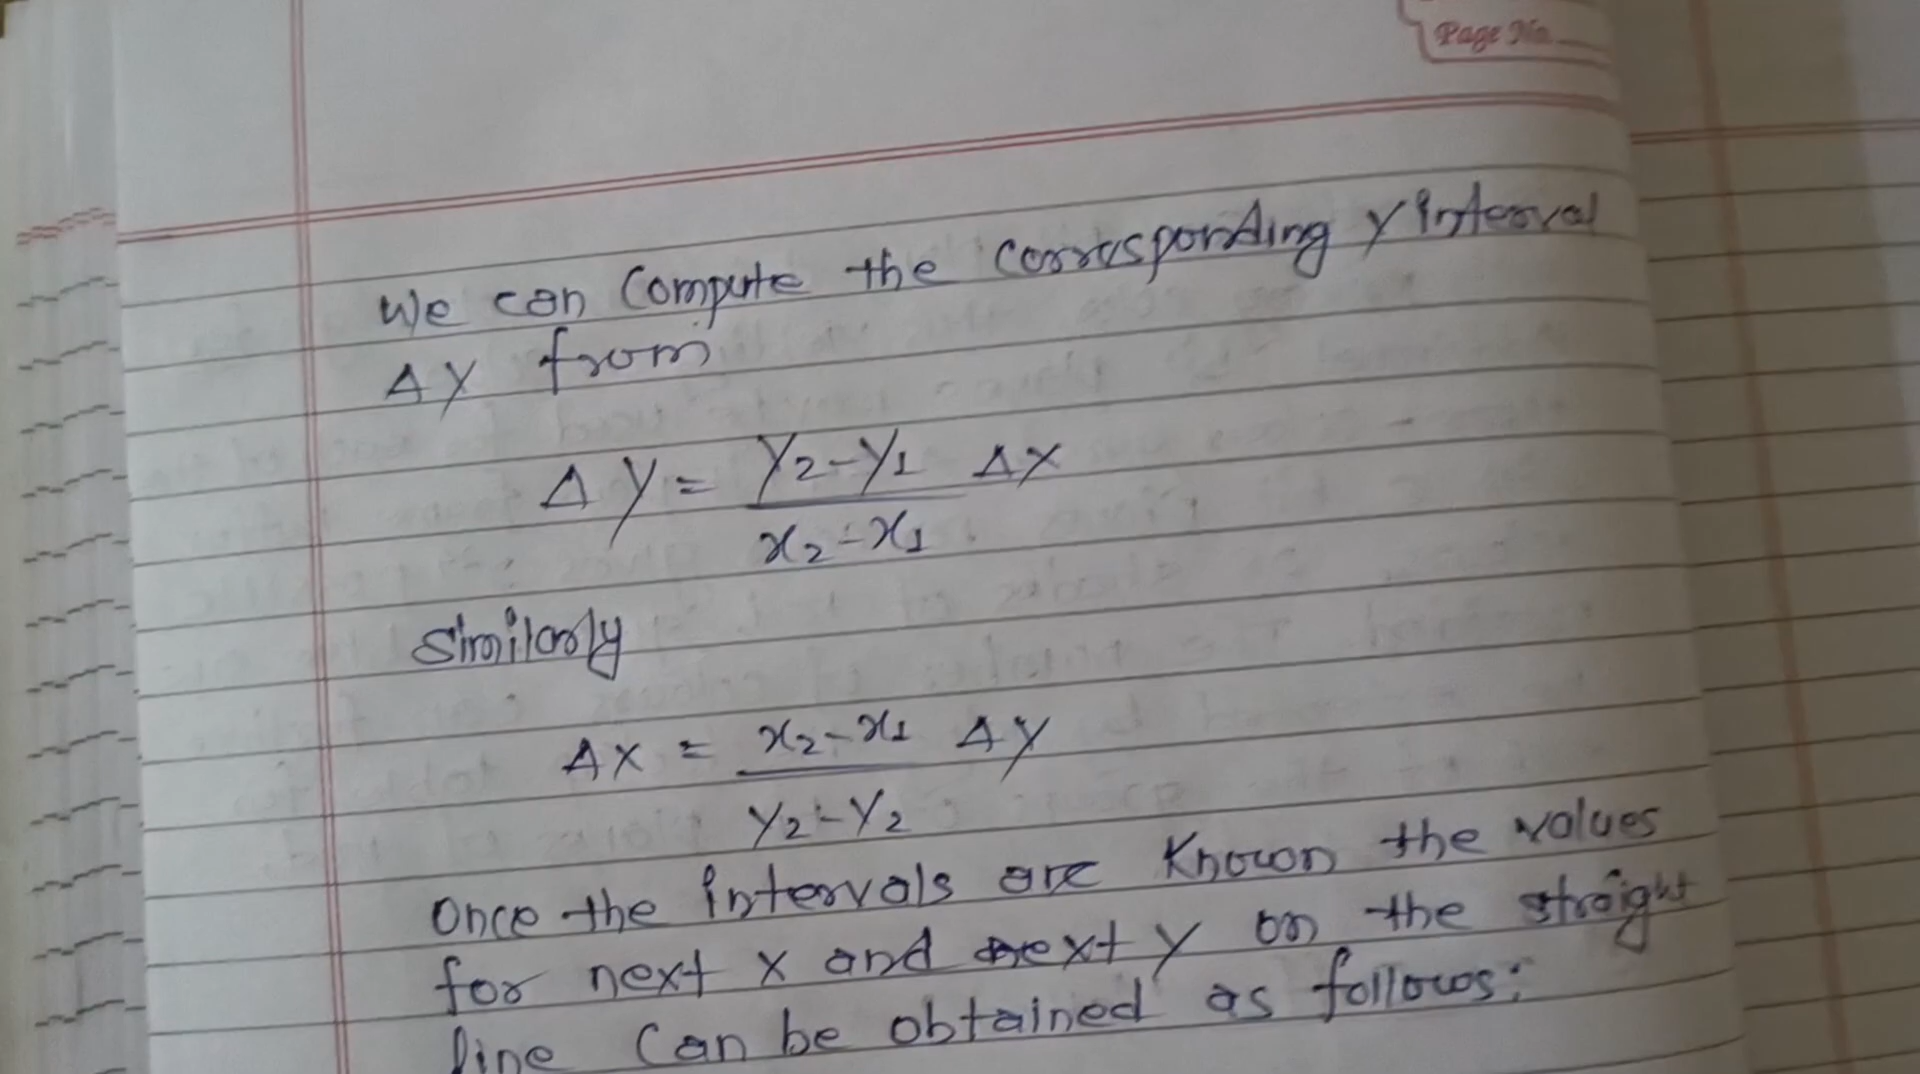 Page No.
We can compute the corrusponding y interval
Δy from
Δy = y2-y1 Δx
x2-x1
Similarly
Δx = x2-x1 Δy
y2-y2
Once the intervals are known the values
for next x and next y on the straight
line can be obtained as follows: